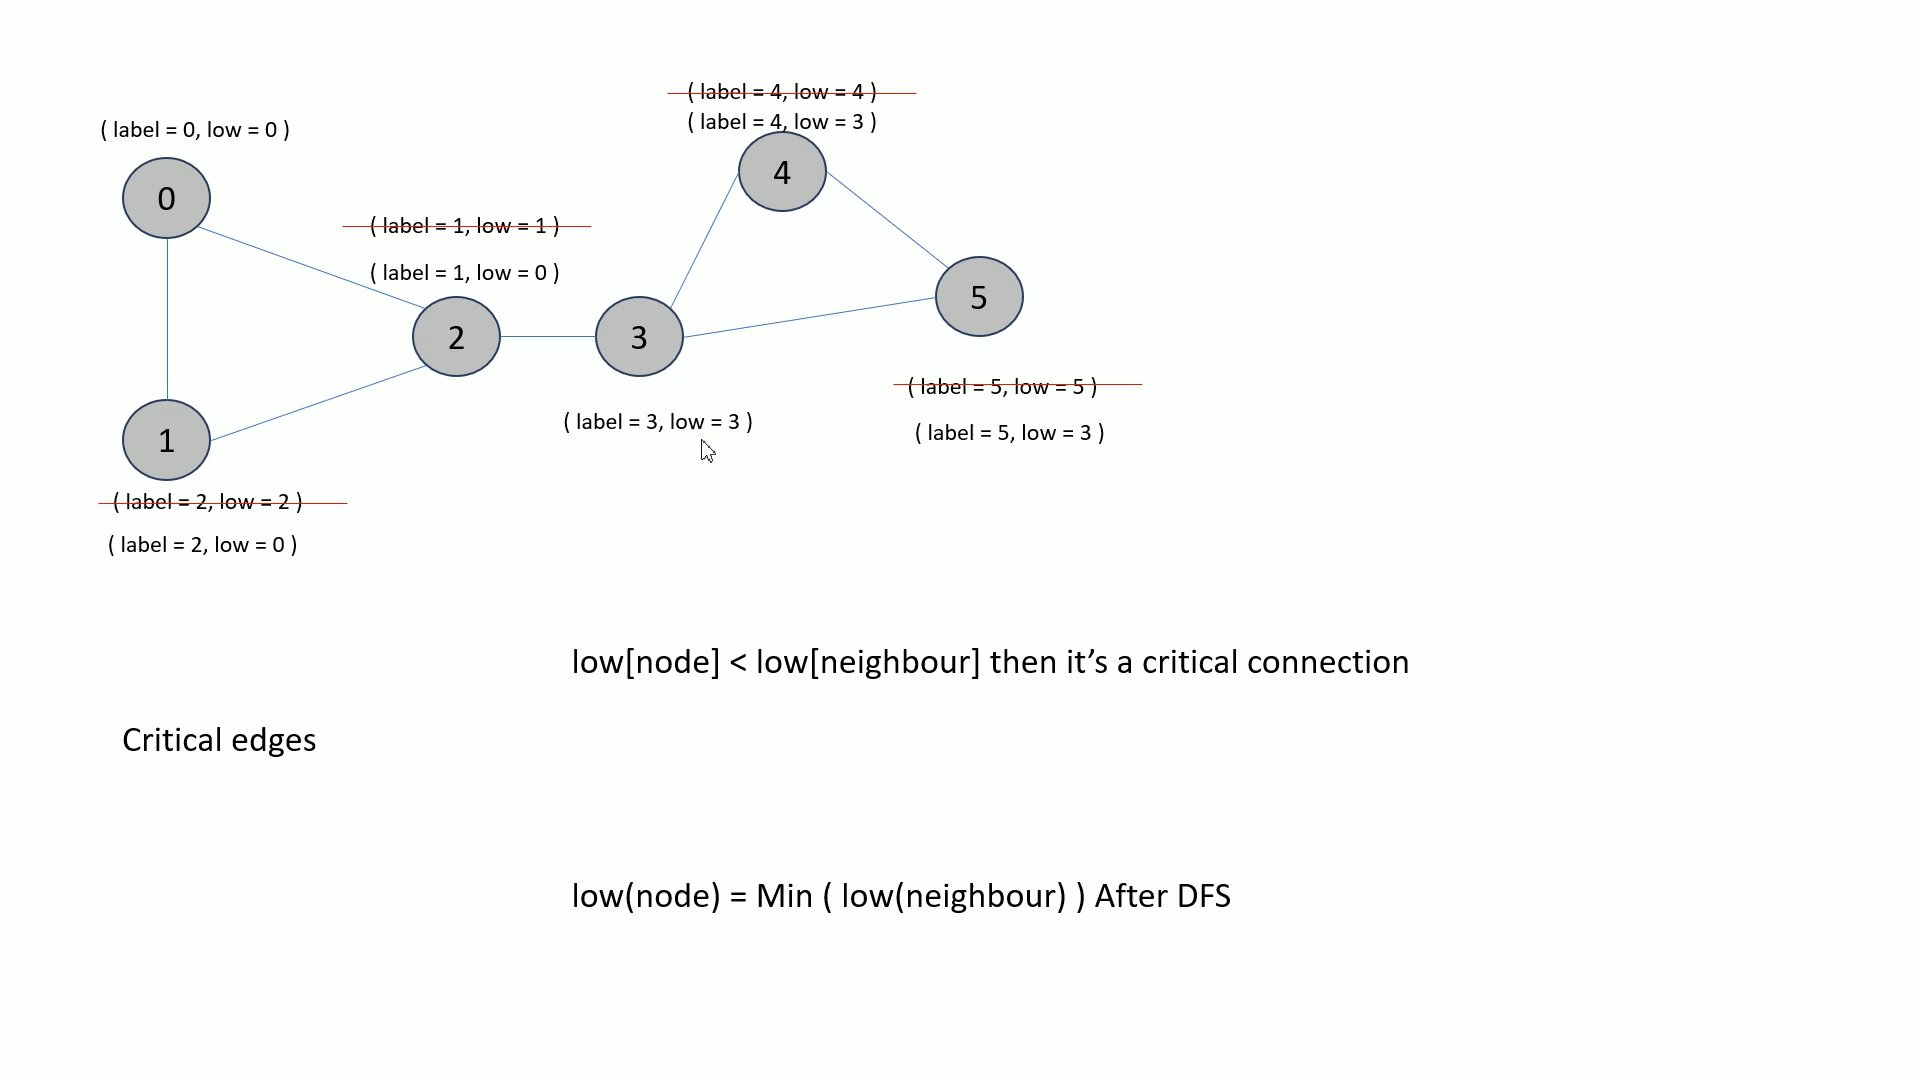 ( label = 4, low = 4 )
( label = 4, low = 3 )
( label = 0, low = 0 )
4
0
( label = 1, low = 1 )
( label = 1, low = 0 )
5
2
3
( label = 5, low = 5 )
( label = 3, low = 3 )
( label = 5, low = 3 )
1
( label = 2, low = 2 )
( label = 2, low = 0 )
low[node] < low[neighbour] then it’s a critical connection
Critical edges
low(node) = Min ( low(neighbour) ) After DFS